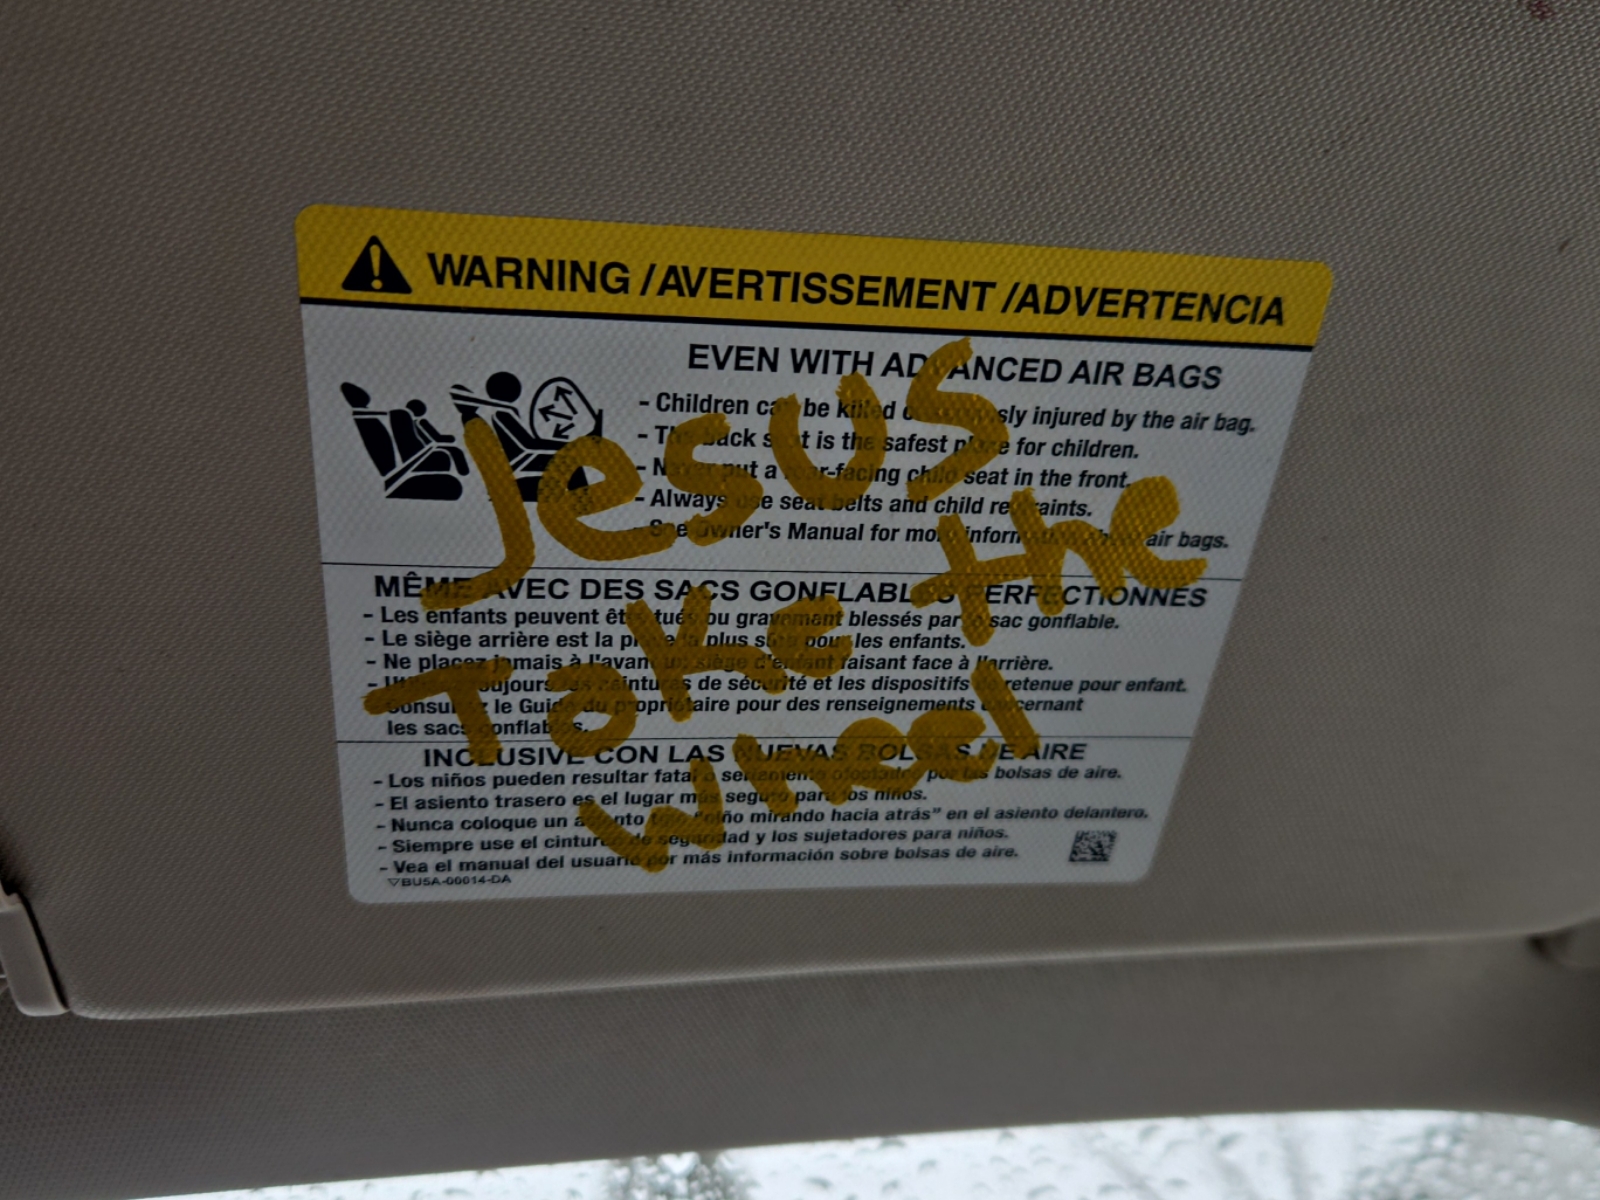 WARNING / AVERTISSEMENT / ADVERTENCIA
EVEN WITH ADVANCED AIR BAGS
- Children can be killed or seriously injured by the air bag.
- The back seat is the safest place for children.
- Never put a rear-facing child seat in the front.
- Always use seat belts and child restraints.
- See Owner's Manual for more information about air bags.
MÊME AVEC DES SACS GONFLABLES PERFECTIONNÉS
- Les enfants peuvent être tués ou gravement blessés par le sac gonflable.
- Le siège arrière est la place la plus sûre pour les enfants.
- Ne placez jamais à l'avant un siège d'enfant faisant face à l'arrière.
- Utilisez toujours les ceintures de sécurité et les dispositifs de retenue pour enfant.
- Consultez le Guide du propriétaire pour des renseignements concernant
les sacs gonflables.
INCLUSIVE CON LAS NUEVAS BOLSAS DE AIRE
- Los niños pueden resultar fatal o seriamente afectados por las bolsas de aire.
- El asiento trasero es el lugar más seguro para los niños.
- Nunca coloque un asiento tipo "niño mirando hacia atrás" en el asiento delantero.
- Siempre use el cinturón de seguridad y los sujetadores para niños.
- Vea el manual del usuario por más información sobre bolsas de aire.
▽BU5A-00014-DA
Jesus
Take the
Wheel